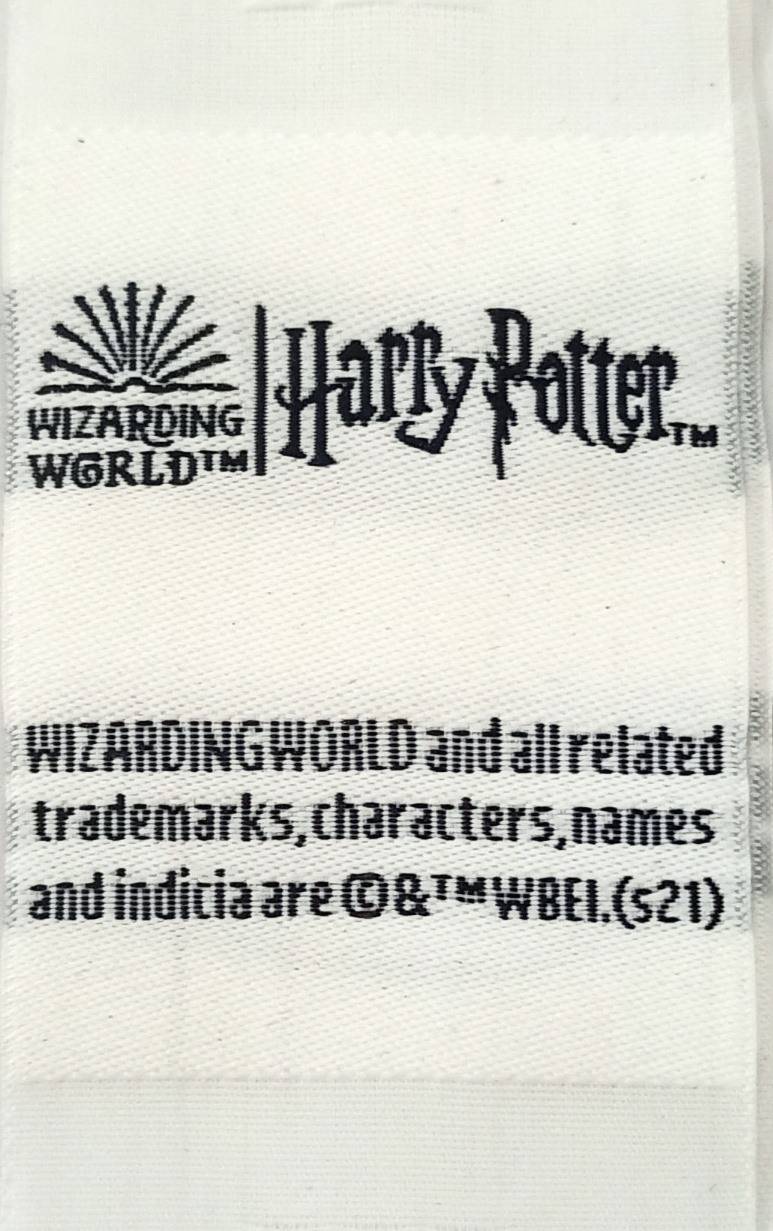 WIZARDING
WORLD™
Harry Potter™
WIZARDING WORLD and all related
trademarks, characters, names
and indicia are © & ™ WBEI. (s21)